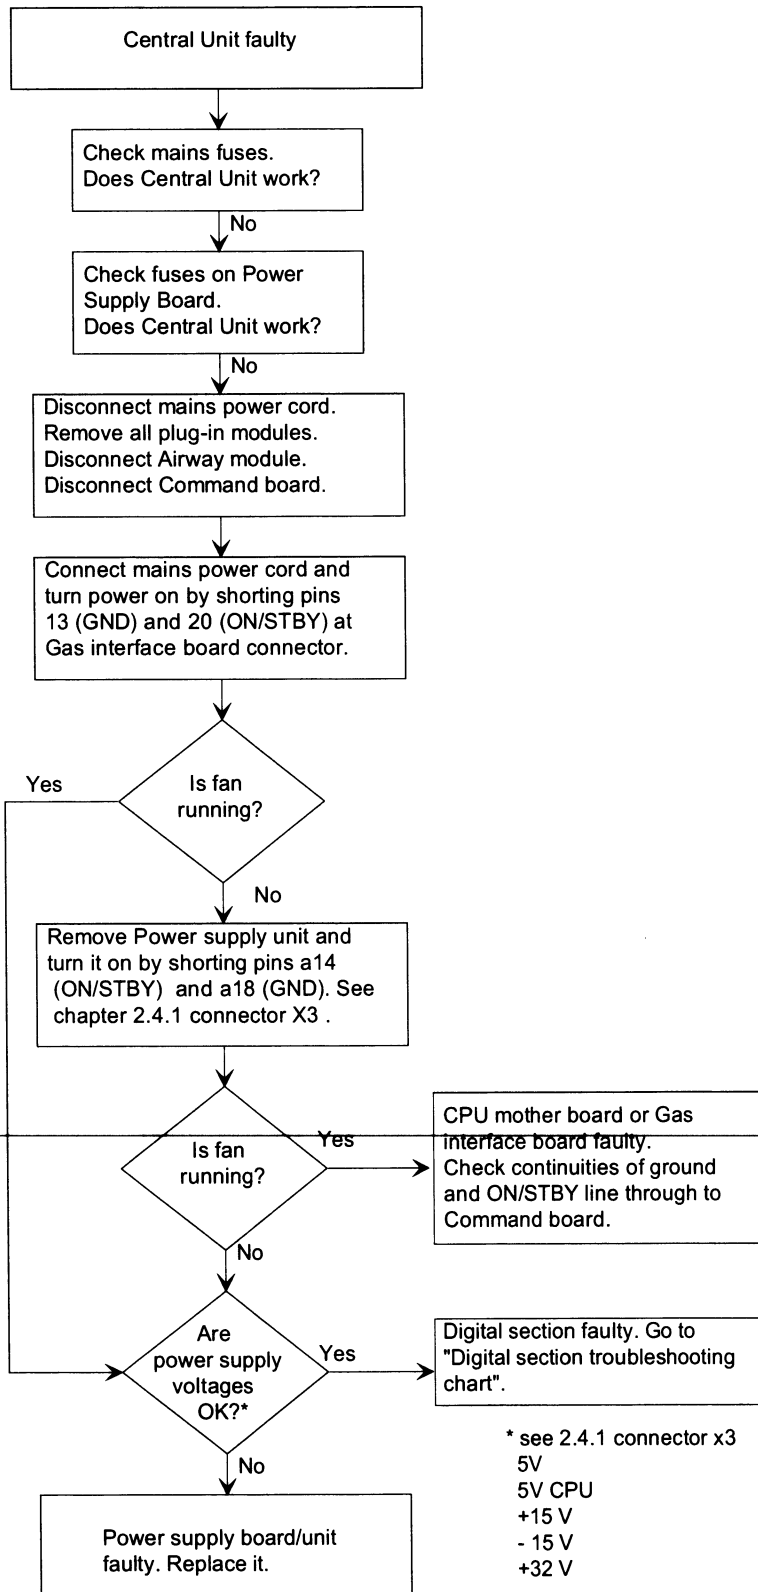 Central Unit faulty
Check mains fuses.
Does Central Unit work?
No
Check fuses on Power
Supply Board.
Does Central Unit work?
No
Disconnect mains power cord.
Remove all plug-in modules.
Disconnect Airway module.
Disconnect Command board.
Connect mains power cord and
turn power on by shorting pins
13 (GND) and 20 (ON/STBY) at
Gas interface board connector.
Is fan
running?
Yes
No
Remove Power supply unit and
turn it on by shorting pins a14
(ON/STBY) and a18 (GND). See
chapter 2.4.1 connector X3 .
Is fan
running?
Yes
CPU mother board or Gas
interface board faulty.
Check continuities of ground
and ON/STBY line through to
Command board.
No
Are
power supply
voltages
OK?*
Yes
Digital section faulty. Go to
"Digital section troubleshooting
chart".
No
Power supply board/unit
faulty. Replace it.
* see 2.4.1 connector x3
5V
5V CPU
+15 V
- 15 V
+32 V